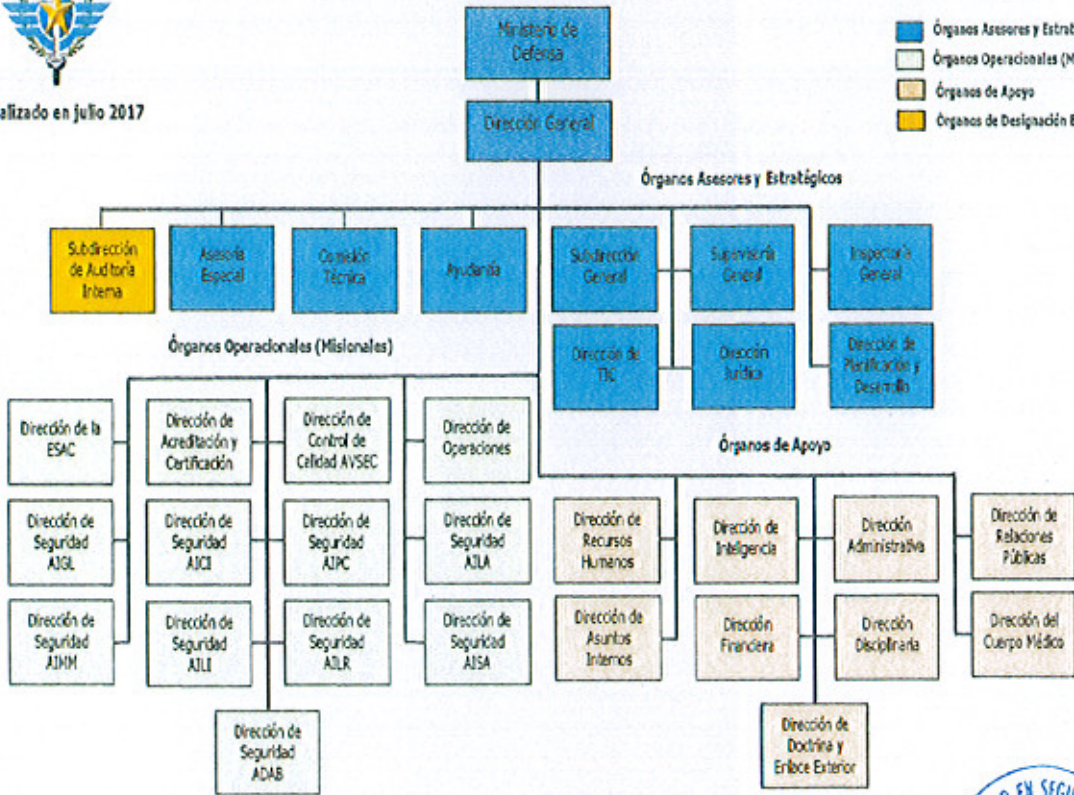 alizado en julio 2017
Ministerio de
Defensa
Dirección General
Órganos Asesores y Estrat
Órganos Operacionales (M
Órganos de Apoyo
Órganos de Designación E
Órganos Asesores y Estratégicos
Subdirección
de Auditoría
Interna
Asesoría
Especial
Comisión
Técnica
Ayudantía
Subdirección
General
Supervisoría
General
Inspectoría
General
Dirección de
TIC
Dirección
Jurídica
Dirección de
Planificación y
Desarrollo
Órganos Operacionales (Misionales)
Dirección de la
ESAC
Dirección de
Acreditación y
Certificación
Dirección de
Control de
Calidad AVSEC
Dirección de
Operaciones
Dirección de
Seguridad
AIGL
Dirección de
Seguridad
AICI
Dirección de
Seguridad
AIPC
Dirección de
Seguridad
AILA
Dirección de
Seguridad
AIMM
Dirección de
Seguridad
AILI
Dirección de
Seguridad
AILR
Dirección de
Seguridad
AISA
Dirección de
Seguridad
ADAB
Órganos de Apoyo
Dirección de
Recursos
Humanos
Dirección de
Inteligencia
Dirección
Administrativa
Dirección de
Relaciones
Públicas
Dirección de
Asuntos
Internos
Dirección
Financiera
Dirección
Disciplinaria
Dirección del
Cuerpo Médico
Dirección de
Doctrina y
Enlace Exterior
EN SEGU